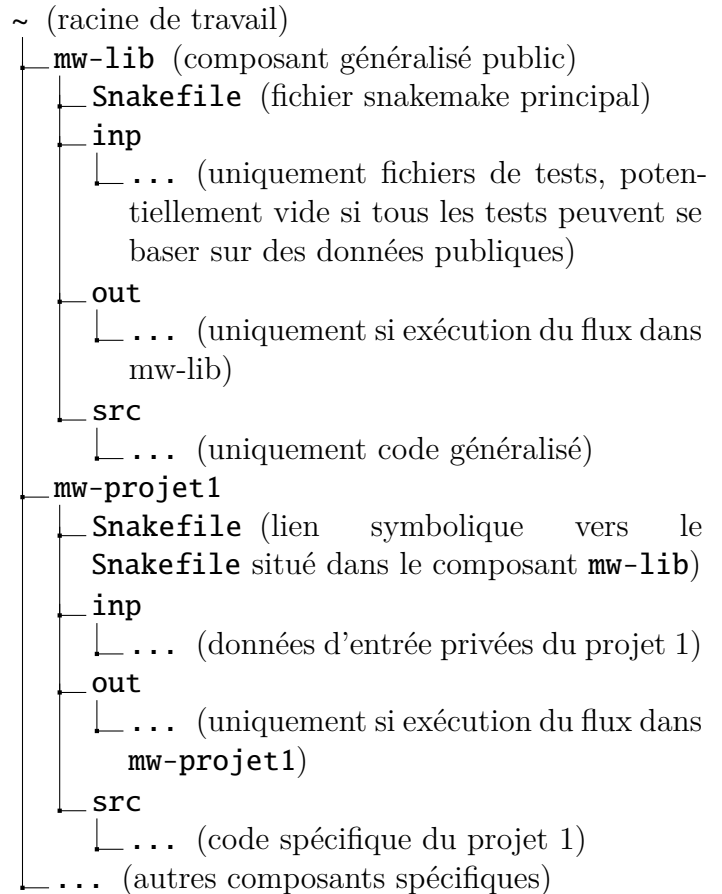 ~ (racine de travail)
mw-lib (composant généralisé public)
Snakefile (fichier snakemake principal)
inp
... (uniquement fichiers de tests, poten-
tiellement vide si tous les tests peuvent se
baser sur des données publiques)
out
... (uniquement si exécution du flux dans
mw-lib)
src
... (uniquement code généralisé)
mw-projet1
Snakefile (lien symbolique vers le
Snakefile situé dans le composant mw-lib)
inp
... (données d'entrée privées du projet 1)
out
... (uniquement si exécution du flux dans
mw-projet1)
src
... (code spécifique du projet 1)
... (autres composants spécifiques)